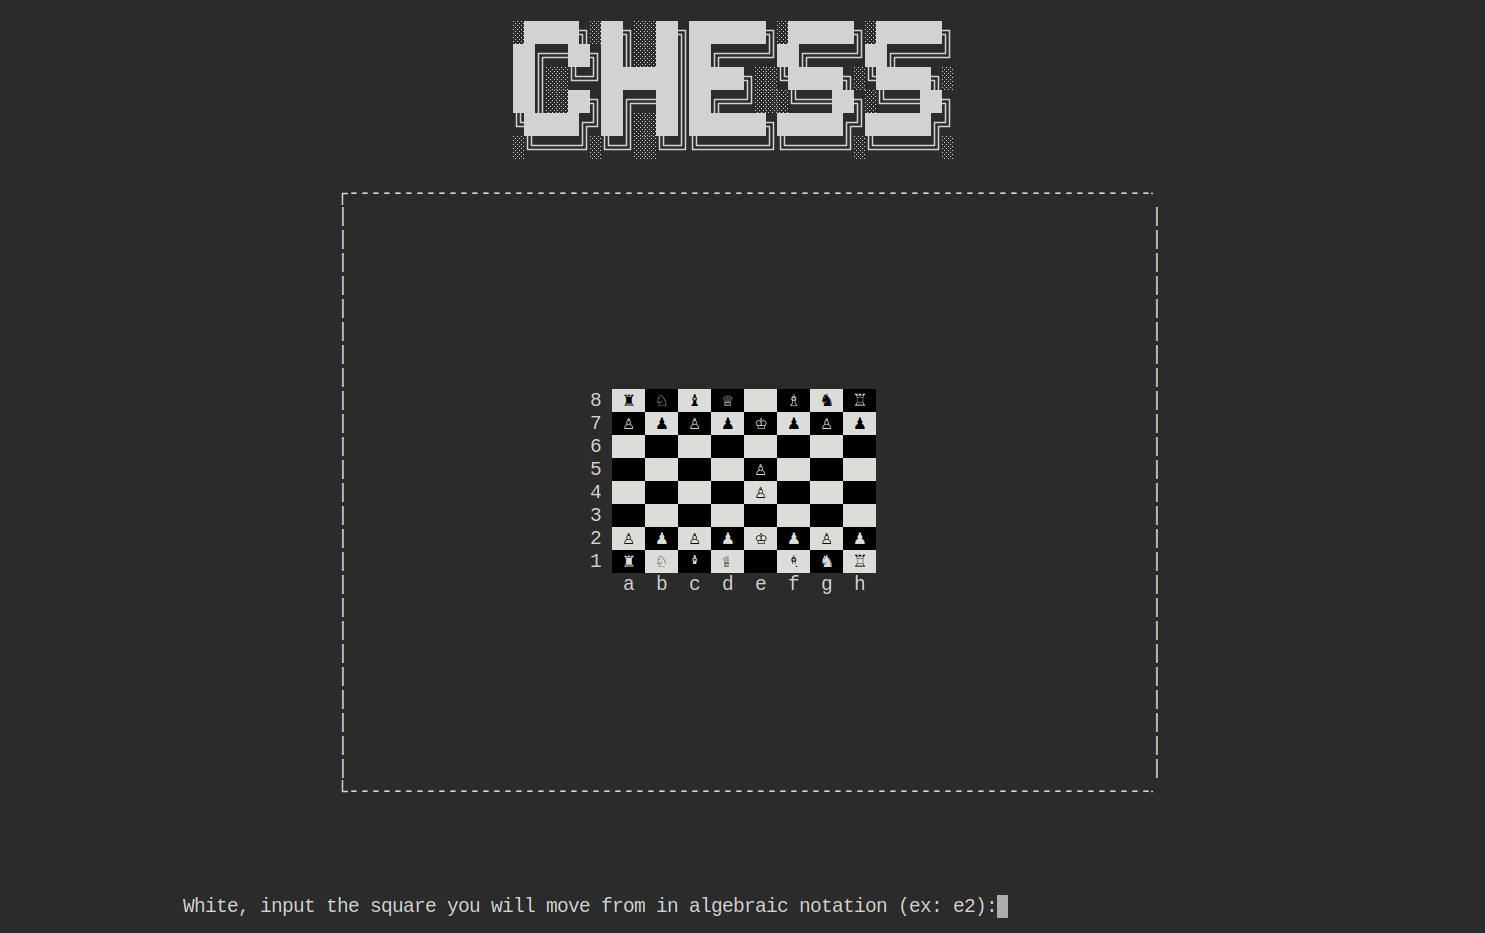 CHESS
8 ♜ ♘ ♝ ♕ ♗ ♞ ♖
7 ♙ ♟ ♙ ♟ ♔ ♟ ♙ ♟
6
5 ♙
4 ♙
3
2 ♙ ♟ ♙ ♟ ♔ ♟ ♙ ♟
1 ♜ ♘ ♝ ♕ ♗ ♞ ♖
a b c d e f g h
White, input the square you will move from in algebraic notation (ex: e2):